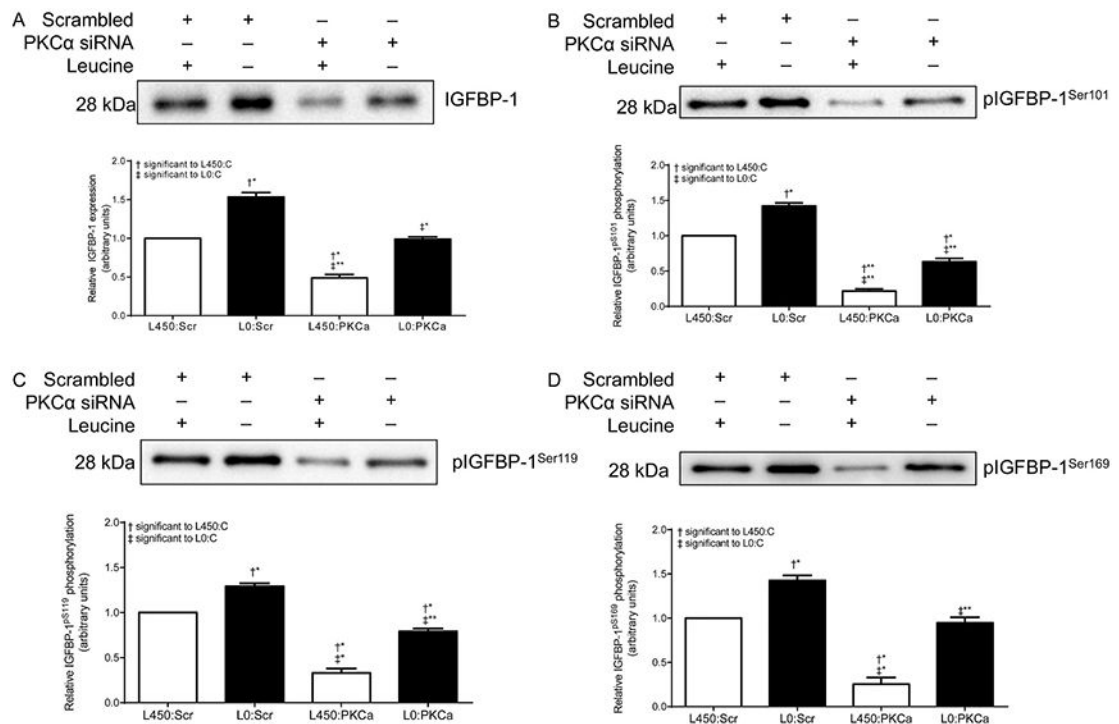 A Scrambled + + – –
PKCα siRNA – – + +
Leucine + – + –
28 kDa IGFBP-1
† significant to L450:C
‡ significant to L0:C
Relative IGFBP-1 expression
(arbitrary units)
2.0
1.5
1.0
0.5
0.0
†*
†*
‡**
‡*
L450:Scr L0:Scr L450:PKCa L0:PKCa
B Scrambled + + – –
PKCα siRNA – – + +
Leucine + – + –
28 kDa pIGFBP-1Ser101
† significant to L450:C
‡ significant to L0:C
Relative IGFBP-1pS101 phosphorylation
(arbitrary units)
2.0
1.5
1.0
0.5
0.0
†*
†**
‡**
†*
‡**
L450:Scr L0:Scr L450:PKCa L0:PKCa
C Scrambled + + – –
PKCα siRNA – – + +
Leucine + – + –
28 kDa pIGFBP-1Ser119
† significant to L450:C
‡ significant to L0:C
Relative IGFBP-1pS119 phosphorylation
(arbitrary units)
2.0
1.5
1.0
0.5
0.0
†*
†*
‡*
†*
‡**
L450:Scr L0:Scr L450:PKCa L0:PKCa
D Scrambled + + – –
PKCα siRNA – – + +
Leucine + – + –
28 kDa pIGFBP-1Ser169
† significant to L450:C
‡ significant to L0:C
Relative IGFBP-1pS169 phosphorylation
(arbitrary units)
2.0
1.5
1.0
0.5
0.0
†*
†*
‡*
‡**
L450:Scr L0:Scr L450:PKCa L0:PKCa